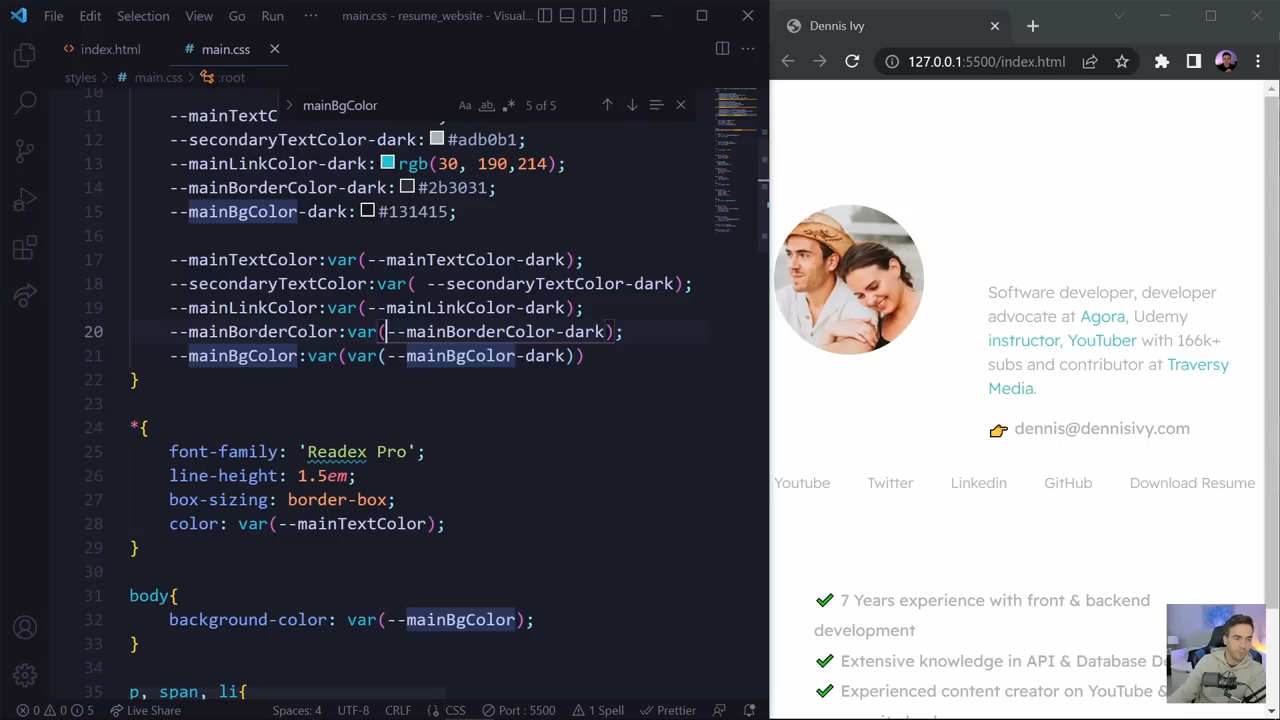 File Edit Selection View Go Run ··· main.css - resume_website - Visual...
index.html # main.css
styles > # main.css > :root
mainBgColor 5 of 5
10
11 --mainTextC ;
12 --secondaryTextColor-dark: #adb0b1;
13 --mainLinkColor-dark: rgb(30, 190,214);
14 --mainBorderColor-dark: #2b3031;
15 --mainBgColor-dark: #131415;
16
17 --mainTextColor:var(--mainTextColor-dark);
18 --secondaryTextColor:var( --secondaryTextColor-dark);
19 --mainLinkColor:var(--mainLinkColor-dark);
20 --mainBorderColor:var(--mainBorderColor-dark);
21 --mainBgColor:var(var(--mainBgColor-dark))
22 }
23
24 *{
25 font-family: 'Readex Pro';
26 line-height: 1.5em;
27 box-sizing: border-box;
28 color: var(--mainTextColor);
29 }
30
31 body{
32 background-color: var(--mainBgColor);
33 }
34
35 p, span, li{
0 0 5 Live Share Spaces: 4 UTF-8 CRLF {} CSS Port : 5500 1 Spell Prettier
Dennis Ivy
127.0.0.1:5500/index.html
Software developer, developer
advocate at Agora, Udemy
instructor, YouTuber with 166k+
subs and contributor at Traversy
Media.
👉 dennis@dennisivy.com
Youtube Twitter Linkedin GitHub Download Resume
✔ 7 Years experience with front & backend
development
✔ Extensive knowledge in API & Database
✔ Experienced content creator on YouTube &